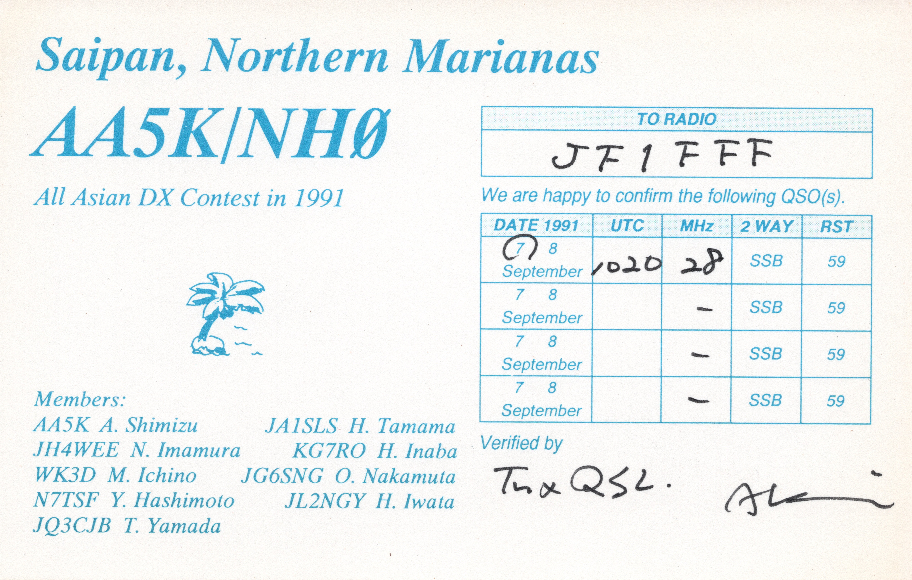 Saipan, Northern Marianas
AA5K/NHØ
All Asian DX Contest in 1991
TO RADIO
JF1FFF
We are happy to confirm the following QSO(s).
DATE 1991 UTC MHz 2 WAY RST
7 8 September 1020 28 SSB 59
7 8 September - SSB 59
7 8 September - SSB 59
7 8 September - SSB 59
Members:
AA5K A. Shimizu JA1SLS H. Tamama
JH4WEE N. Imamura KG7RO H. Inaba
WK3D M. Ichino JG6SNG O. Nakamuta
N7TSF Y. Hashimoto JL2NGY H. Iwata
JQ3CJB T. Yamada
Verified by
Tnx QSL.